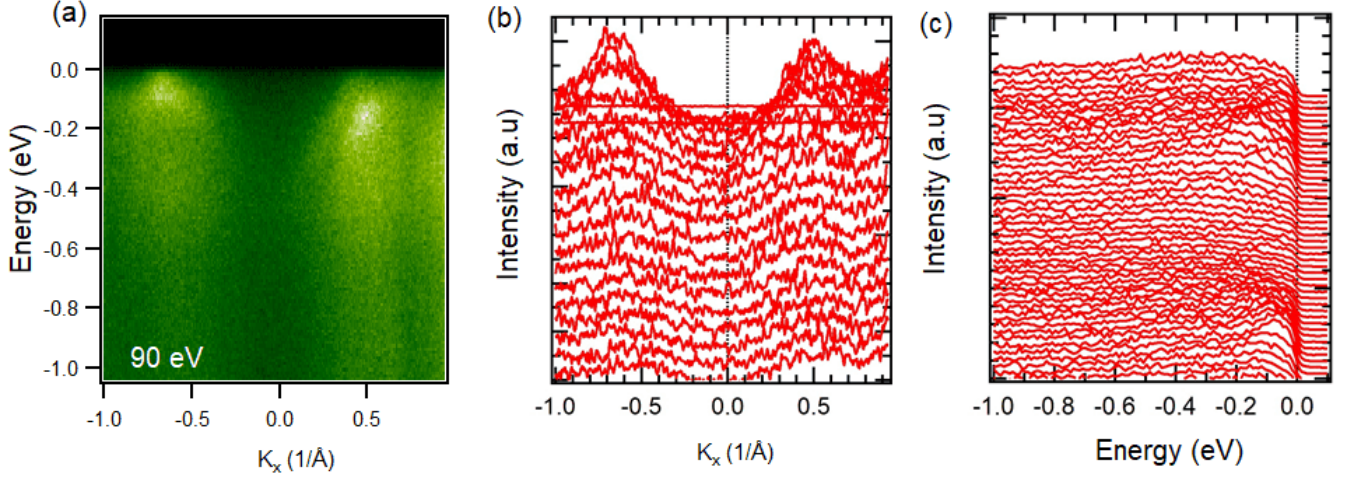 (a)
Energy (eV)
0.0
-0.2
-0.4
-0.6
-0.8
-1.0
90 eV
-1.0 -0.5 0.0 0.5
Kx (1/Å)
(b)
Intensity (a.u)
-1.0 -0.5 0.0 0.5
Kx (1/Å)
(c)
Intensity (a.u)
-1.0 -0.8 -0.6 -0.4 -0.2 0.0
Energy (eV)